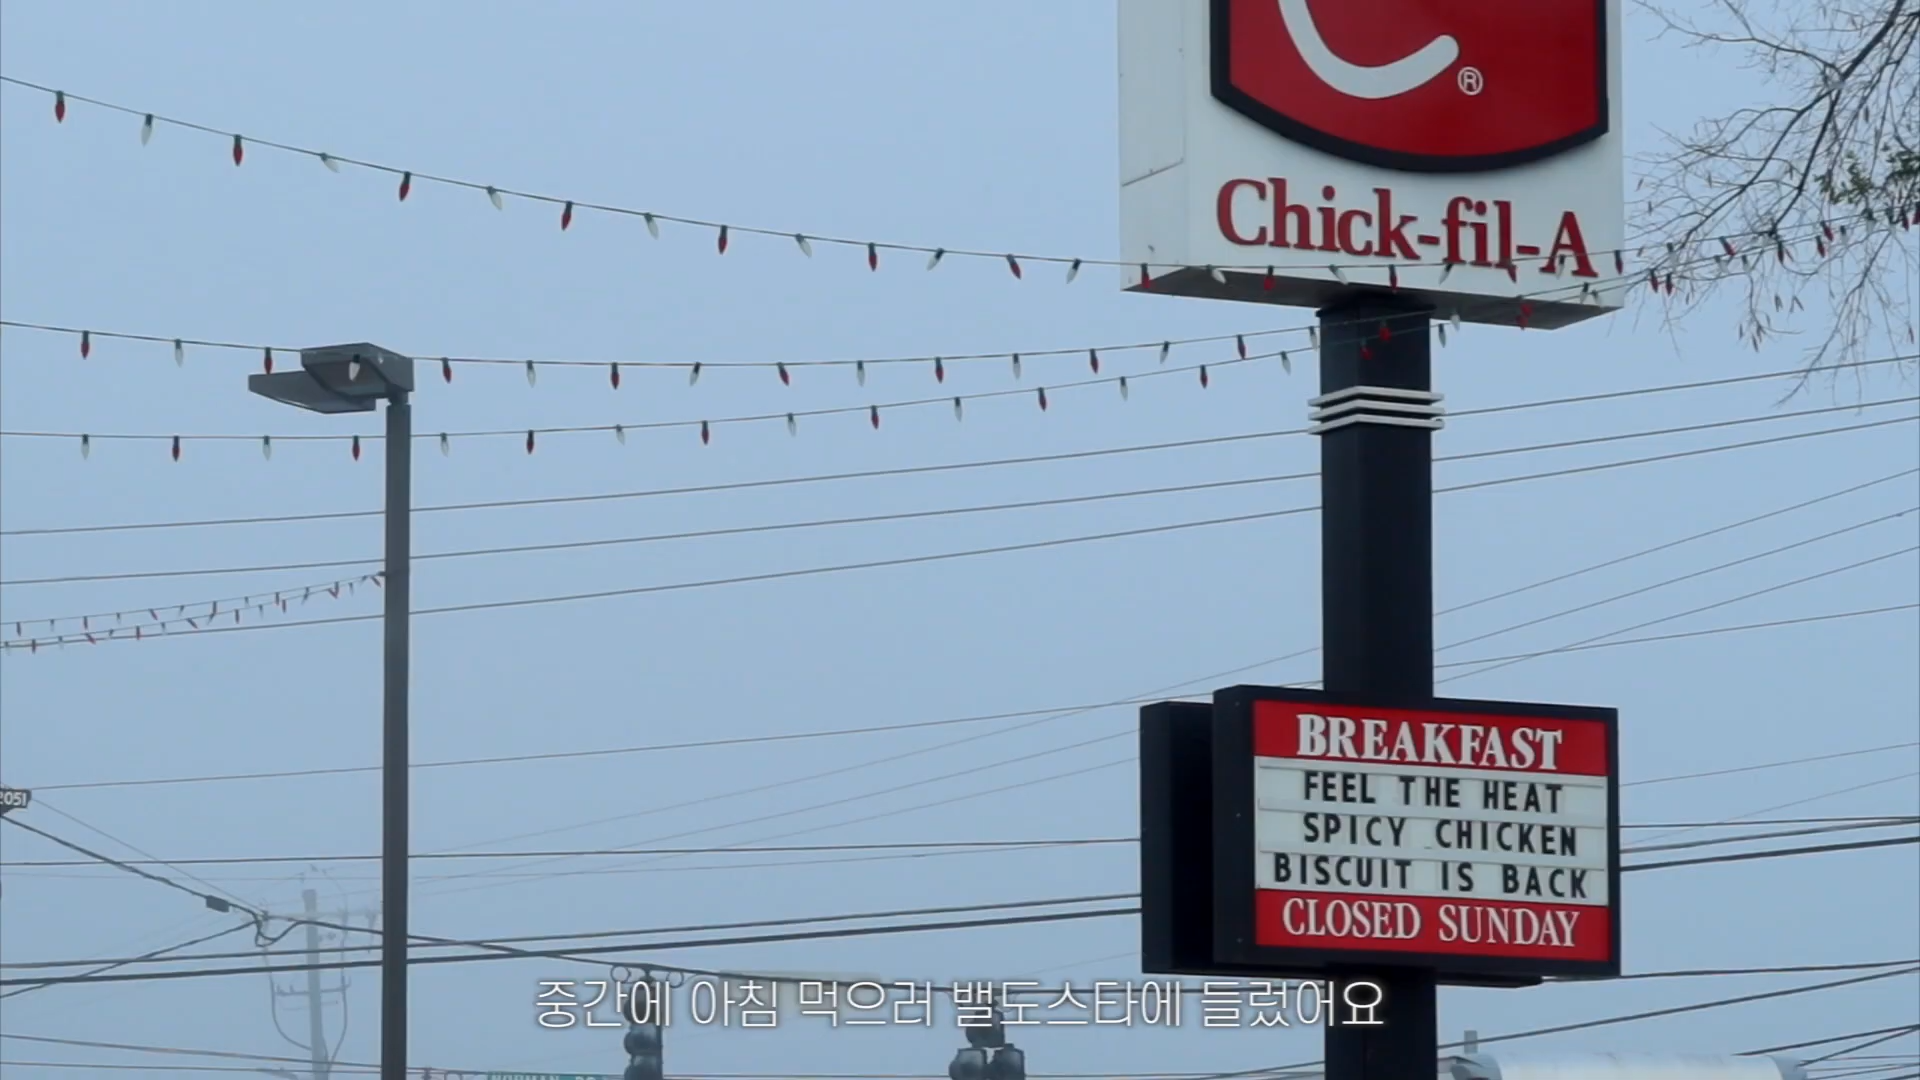 ®
Chick-fil-A
BREAKFAST
FEEL THE HEAT
SPICY CHICKEN
BISCUIT IS BACK
CLOSED SUNDAY
2051
중간에 아침 먹으러 밸도스타에 들렀어요